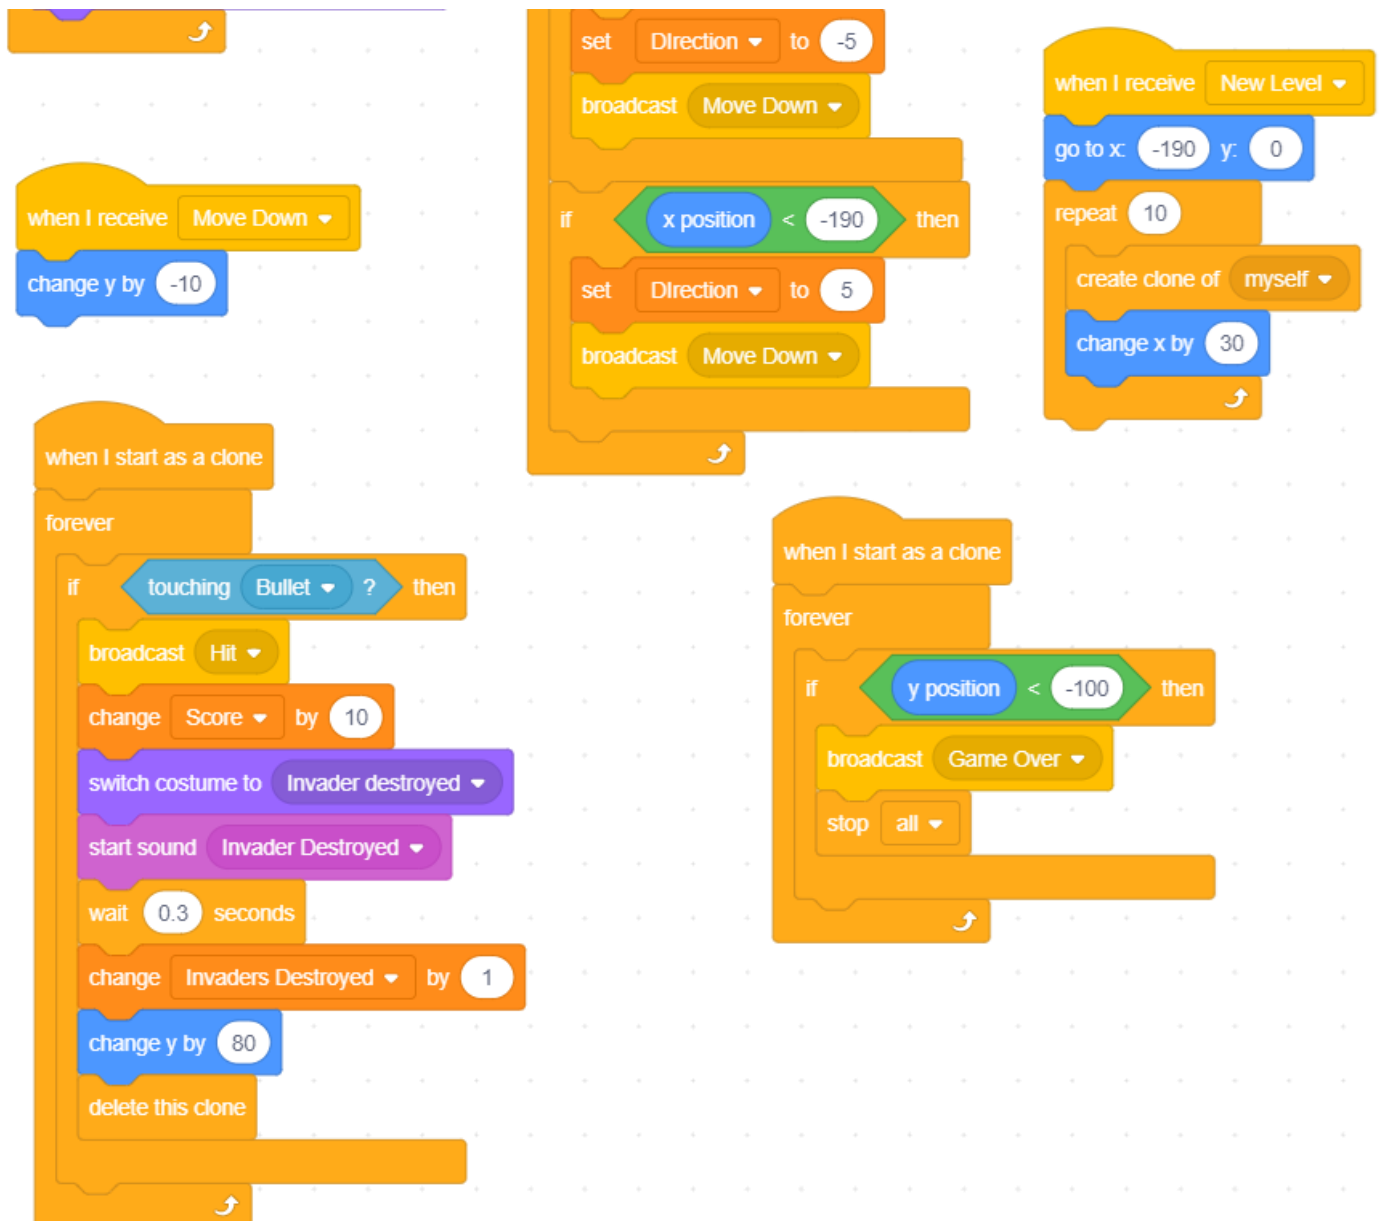 when I receive Move Down
change y by -10
when I start as a clone
forever
if touching Bullet ? then
broadcast Hit
change Score by 10
switch costume to Invader destroyed
start sound Invader Destroyed
wait 0.3 seconds
change Invaders Destroyed by 1
change y by 80
delete this clone
set DIrection to -5
broadcast Move Down
if x position < -190 then
set DIrection to 5
broadcast Move Down
when I receive New Level
go to x: -190 y: 0
repeat 10
create clone of myself
change x by 30
when I start as a clone
forever
if y position < -100 then
broadcast Game Over
stop all